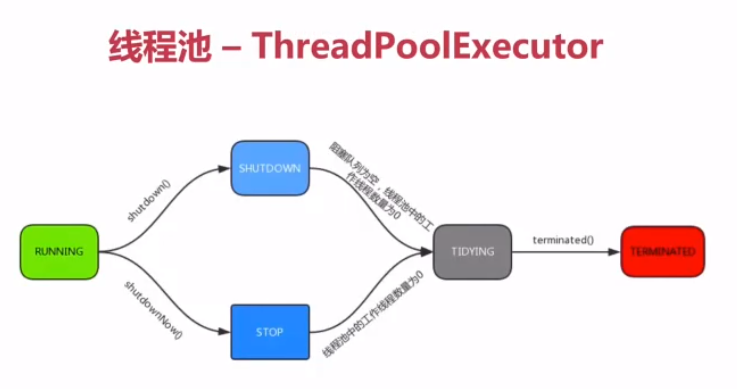 线程池 – ThreadPoolExecutor
SHUTDOWN
阻塞队列为空，线程池中的工
作线程数量为0
shutdown()
RUNNING
TIDYING
terminated()
TERMINATED
shutdownNow()
STOP
线程池中的工作线程数量为0